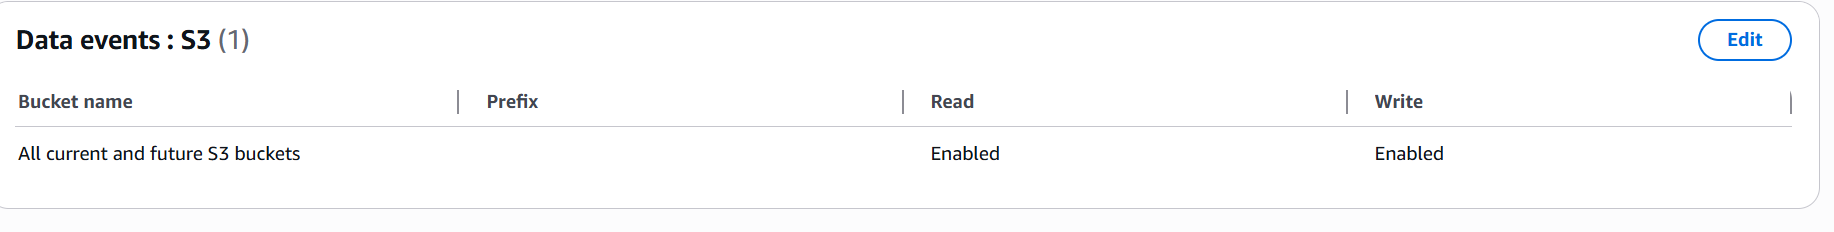 Data events : S3 (1)
Edit
Bucket name Prefix Read Write
All current and future S3 buckets Enabled Enabled